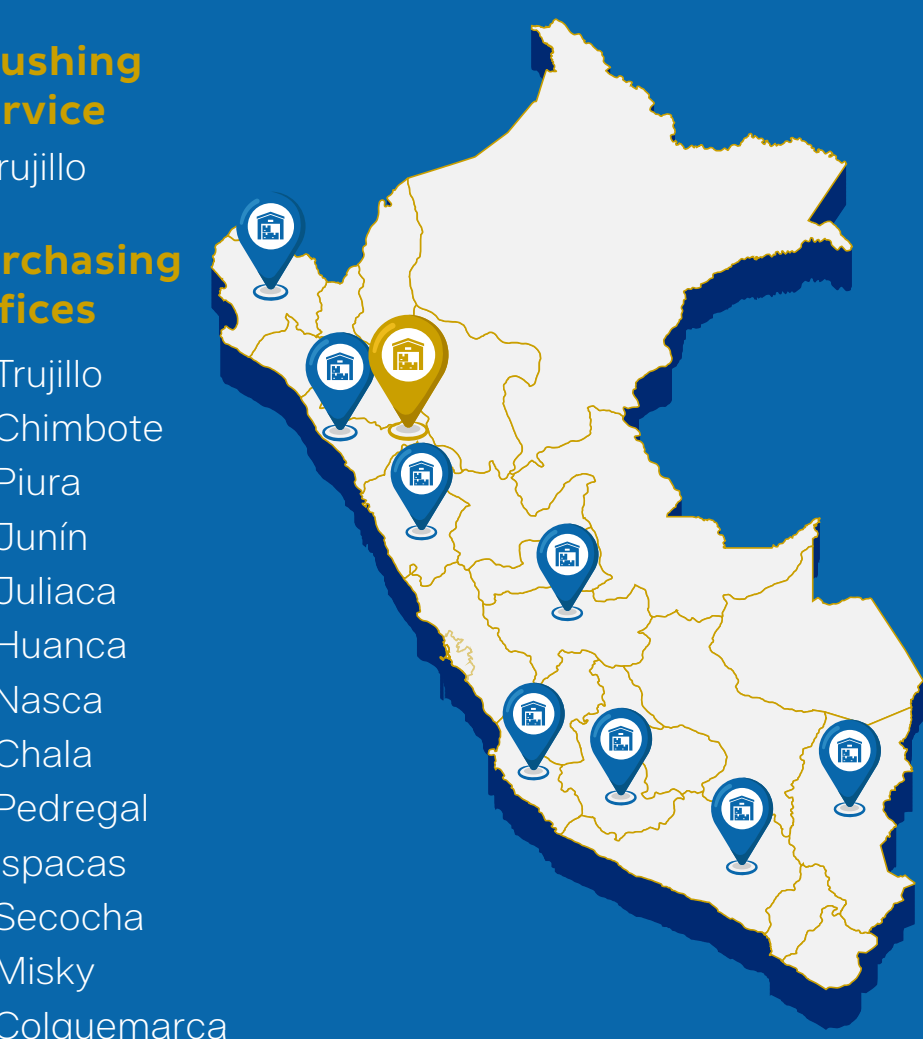 ushing
rvice
rujillo
rchasing
fices
Trujillo
Chimbote
Piura
Junín
Juliaca
Huanca
Nasca
Chala
Pedregal
spacas
Secocha
Misky
Colquemarca